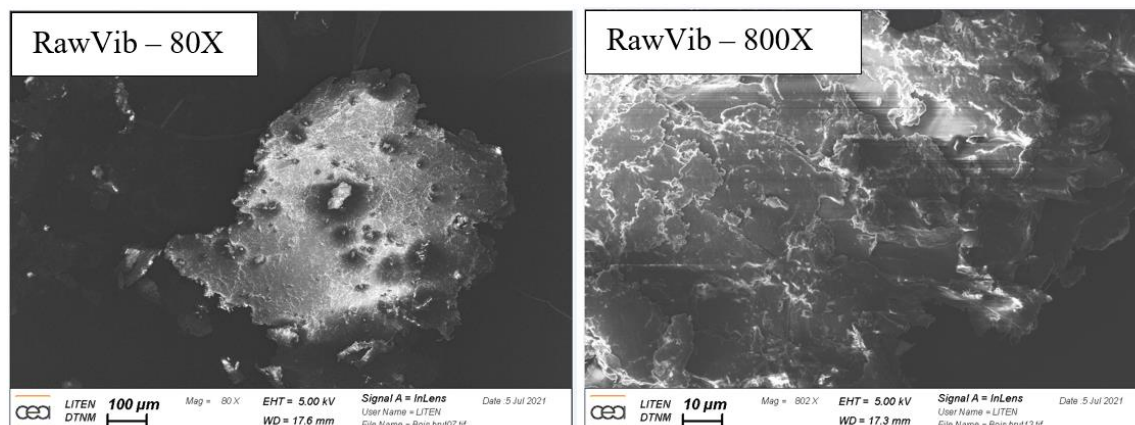 RawVib – 80X
cea
LITEN
DTNM
100 µm
Mag = 80 X
EHT = 5.00 kV
WD = 17.6 mm
Signal A = InLens
User Name = LITEN
Date :5 Jul 2021
RawVib – 800X
cea
LITEN
DTNM
10 µm
Mag = 802 X
EHT = 5.00 kV
WD = 17.3 mm
Signal A = InLens
User Name = LITEN
Date :5 Jul 2021